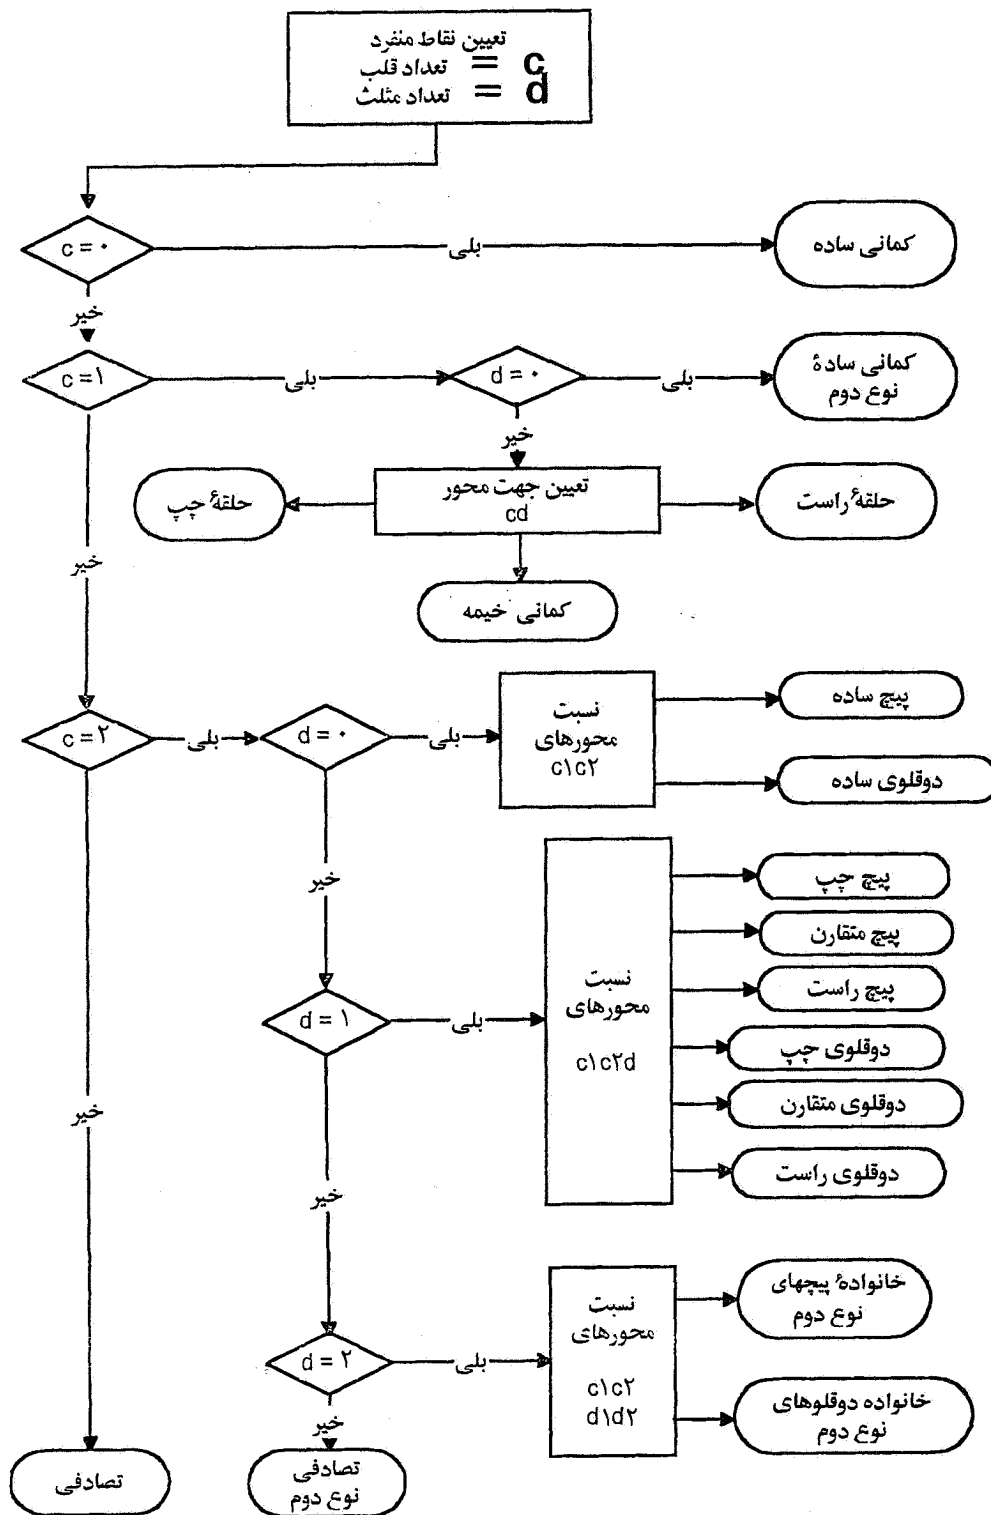 تعیین نقاط منفرد
تعداد قلب = c
تعداد مثلث = d
c = ۰
بلی
کمانی ساده
خیر
c = ۱
بلی
d = ۰
بلی
کمانی سادهٔ
نوع دوم
خیر
تعیین جهت محور
cd
حلقهٔ چپ
حلقهٔ راست
کمانی خیمه
خیر
c = ۲
بلی
d = ۰
بلی
نسبت
محورهای
c۱c۲
پیچ ساده
دوقلوی ساده
خیر
d = ۱
بلی
نسبت
محورهای
c۱c۲d
پیچ چپ
پیچ متقارن
پیچ راست
دوقلوی چپ
دوقلوی متقارن
دوقلوی راست
خیر
خیر
d = ۲
بلی
نسبت
محورهای
c۱c۲
d۱d۲
خانوادهٔ پیچهای
نوع دوم
خانواده دوقلوهای
نوع دوم
خیر
تصادفی
نوع دوم
تصادفی